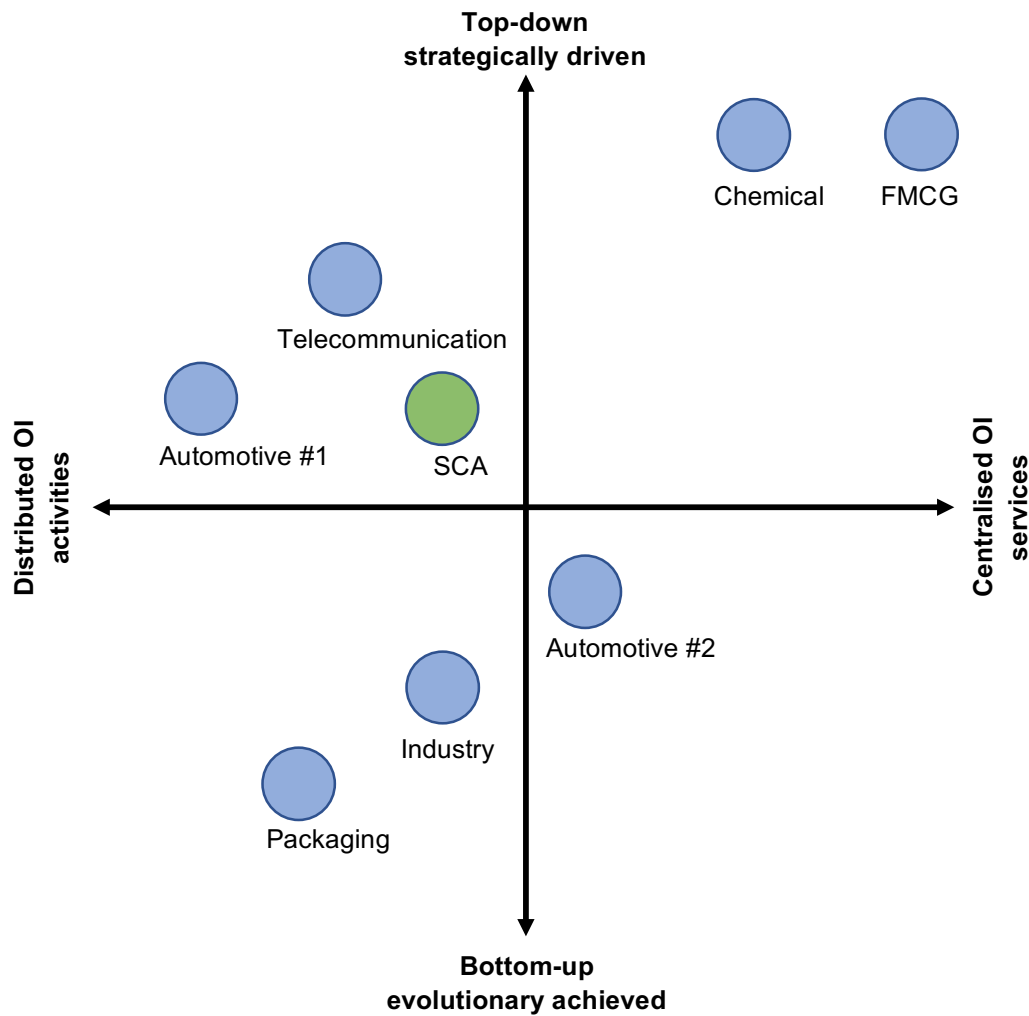 Top-down
strategically driven
Chemical
FMCG
Telecommunication
Automotive #1
SCA
Distributed OI
activities
Centralised OI
services
Automotive #2
Industry
Packaging
Bottom-up
evolutionary achieved